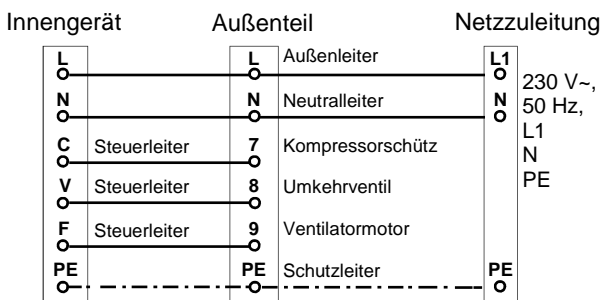 Innengerät Außenteil Netzzuleitung
L L Außenleiter L1
N N Neutralleiter N
C Steuerleiter 7 Kompressorschütz
V Steuerleiter 8 Umkehrventil
F Steuerleiter 9 Ventilatormotor
PE PE Schutzleiter PE
230 V~,
50 Hz,
L1
N
PE